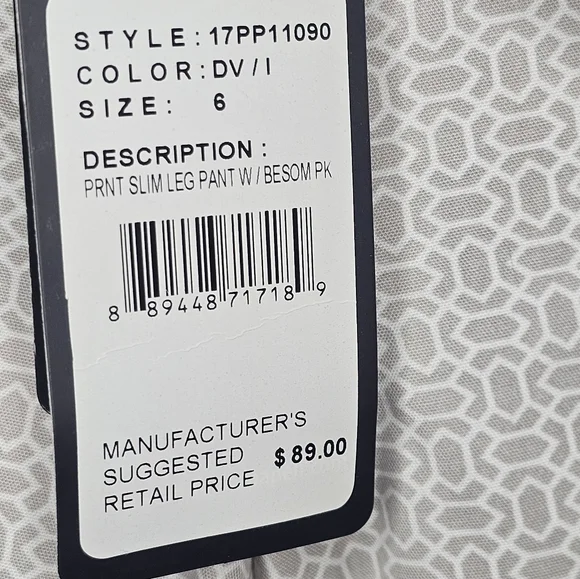 STYLE: 17PP11090
COLOR: DV/I
SIZE: 6
DESCRIPTION :
PRNT SLIM LEG PANT W/BESOM PK
8 89448 71718 9
MANUFACTURER'S
SUGGESTED $89.00
RETAIL PRICE